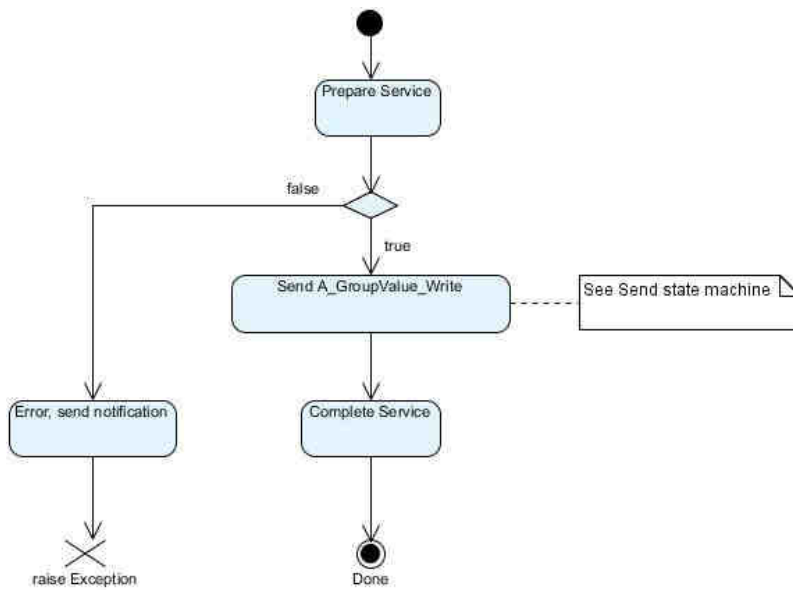 Prepare Service
false
true
Send A_GroupValue_Write
See Send state machine
Error, send notification
Complete Service
raise Exception
Done